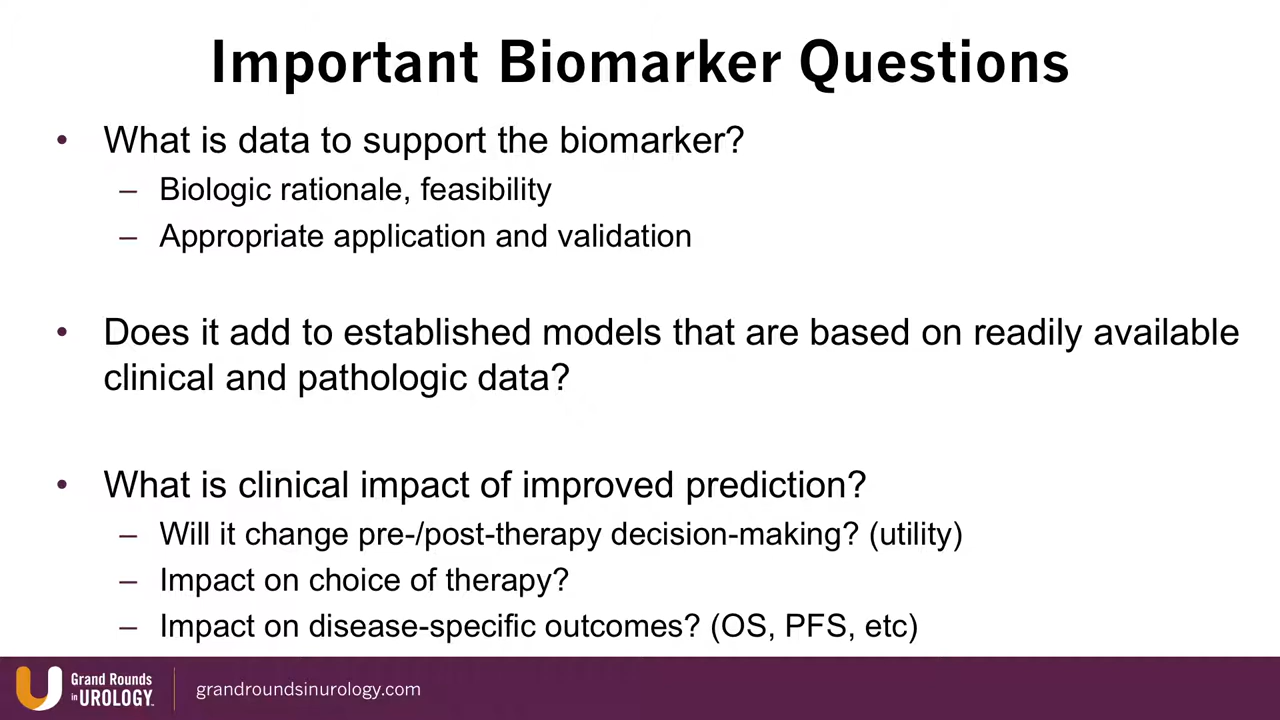 Important Biomarker Questions
• What is data to support the biomarker?
– Biologic rationale, feasibility
– Appropriate application and validation
• Does it add to established models that are based on readily available
clinical and pathologic data?
• What is clinical impact of improved prediction?
– Will it change pre-/post-therapy decision-making? (utility)
– Impact on choice of therapy?
– Impact on disease-specific outcomes? (OS, PFS, etc)
Grand Rounds
in UROLOGY
grandroundsinurology.com